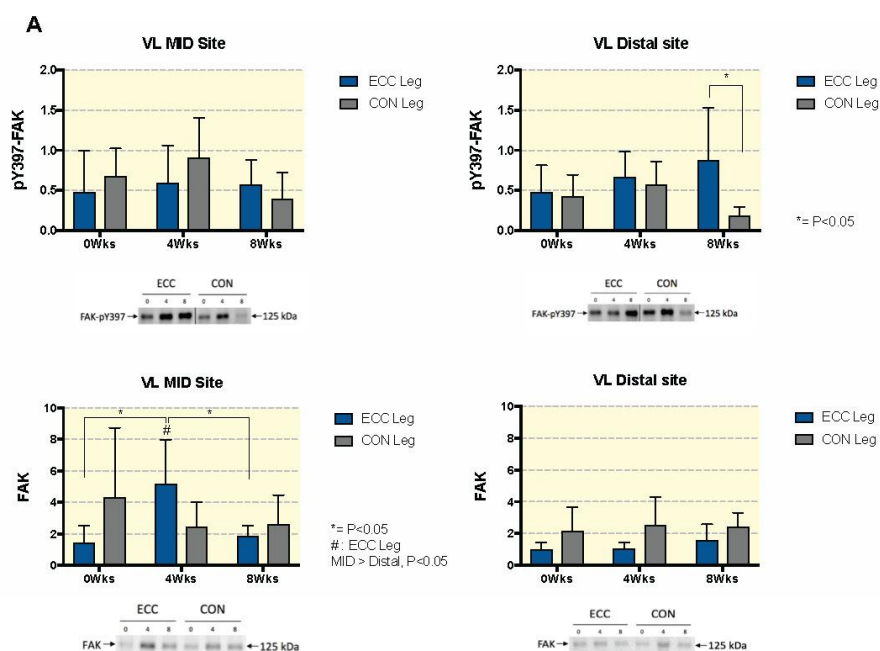 A
VL MID Site
2.0
1.5
1.0
0.5
0.0
pY397-FAK
0Wks
4Wks
8Wks
ECC Leg
CON Leg
ECC
CON
0
4
8
0
4
8
FAK-pY397
125 kDa
VL Distal site
2.0
1.5
1.0
0.5
0.0
pY397-FAK
*
0Wks
4Wks
8Wks
ECC Leg
CON Leg
*= P<0.05
ECC
CON
0
4
8
0
4
8
FAK-pY397
125 kDa
VL MID Site
10
8
6
4
2
0
FAK
*
*
#
0Wks
4Wks
8Wks
ECC Leg
CON Leg
*= P<0.05
# : ECC Leg
MID > Distal, P<0.05
ECC
CON
0
4
8
0
4
8
FAK
125 kDa
VL Distal site
10
8
6
4
2
0
FAK
0Wks
4Wks
8Wks
ECC Leg
CON Leg
ECC
CON
0
4
8
0
4
8
FAK
125 kDa